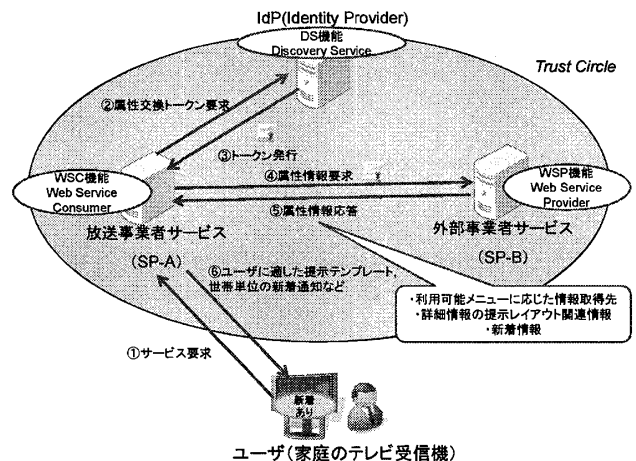 IdP(Identity Provider)
DS機能
Discovery Service
Trust Circle
②属性交換トークン要求
③トークン発行
④属性情報要求
WSC機能
Web Service
Consumer
WSP機能
Web Service
Provider
⑤属性情報応答
放送事業者サービス
(SP-A)
外部事業者サービス
(SP-B)
⑥ユーザに適した提示テンプレート,
世帯単位の新着通知など
・利用可能メニューに応じた情報取得先
・詳細情報の提示レイアウト関連情報
・新着情報
①サービス要求
新着
あり
ユーザ(家庭のテレビ受信機)